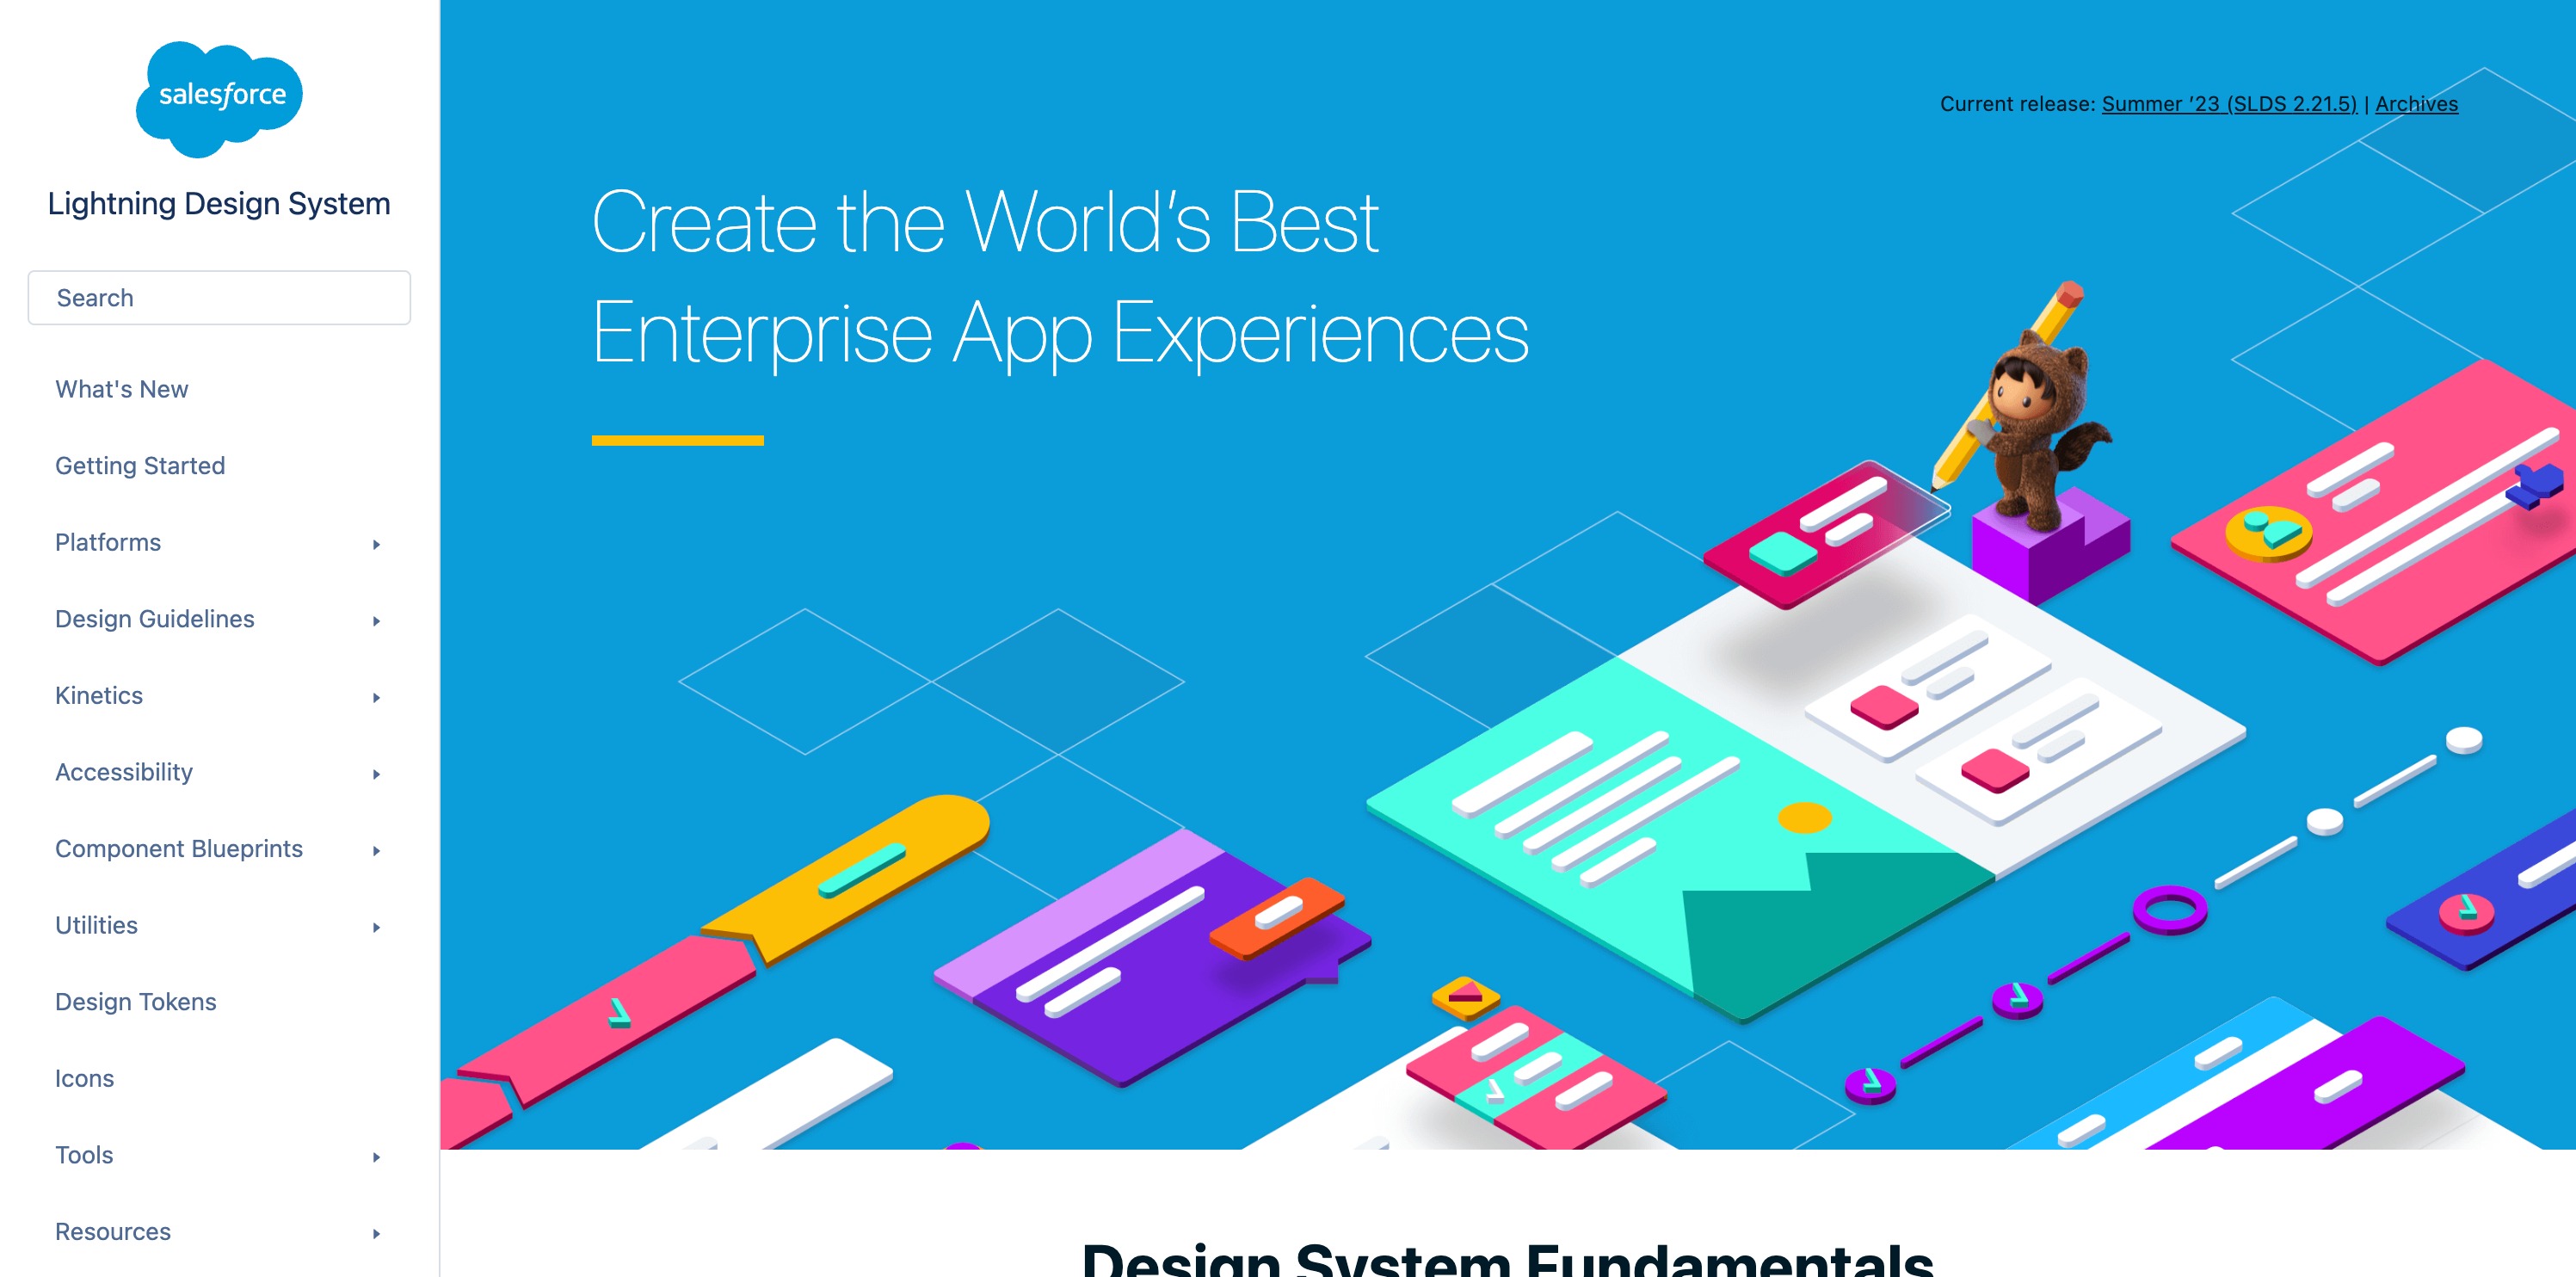 salesforce
Lightning Design System
Search
What's New
Getting Started
Platforms
Design Guidelines
Kinetics
Accessibility
Component Blueprints
Utilities
Design Tokens
Icons
Tools
Resources
Current release: Summer ’23 (SLDS 2.21.5) | Archives
Create the World’s Best
Enterprise App Experiences
Design System Fundamentals